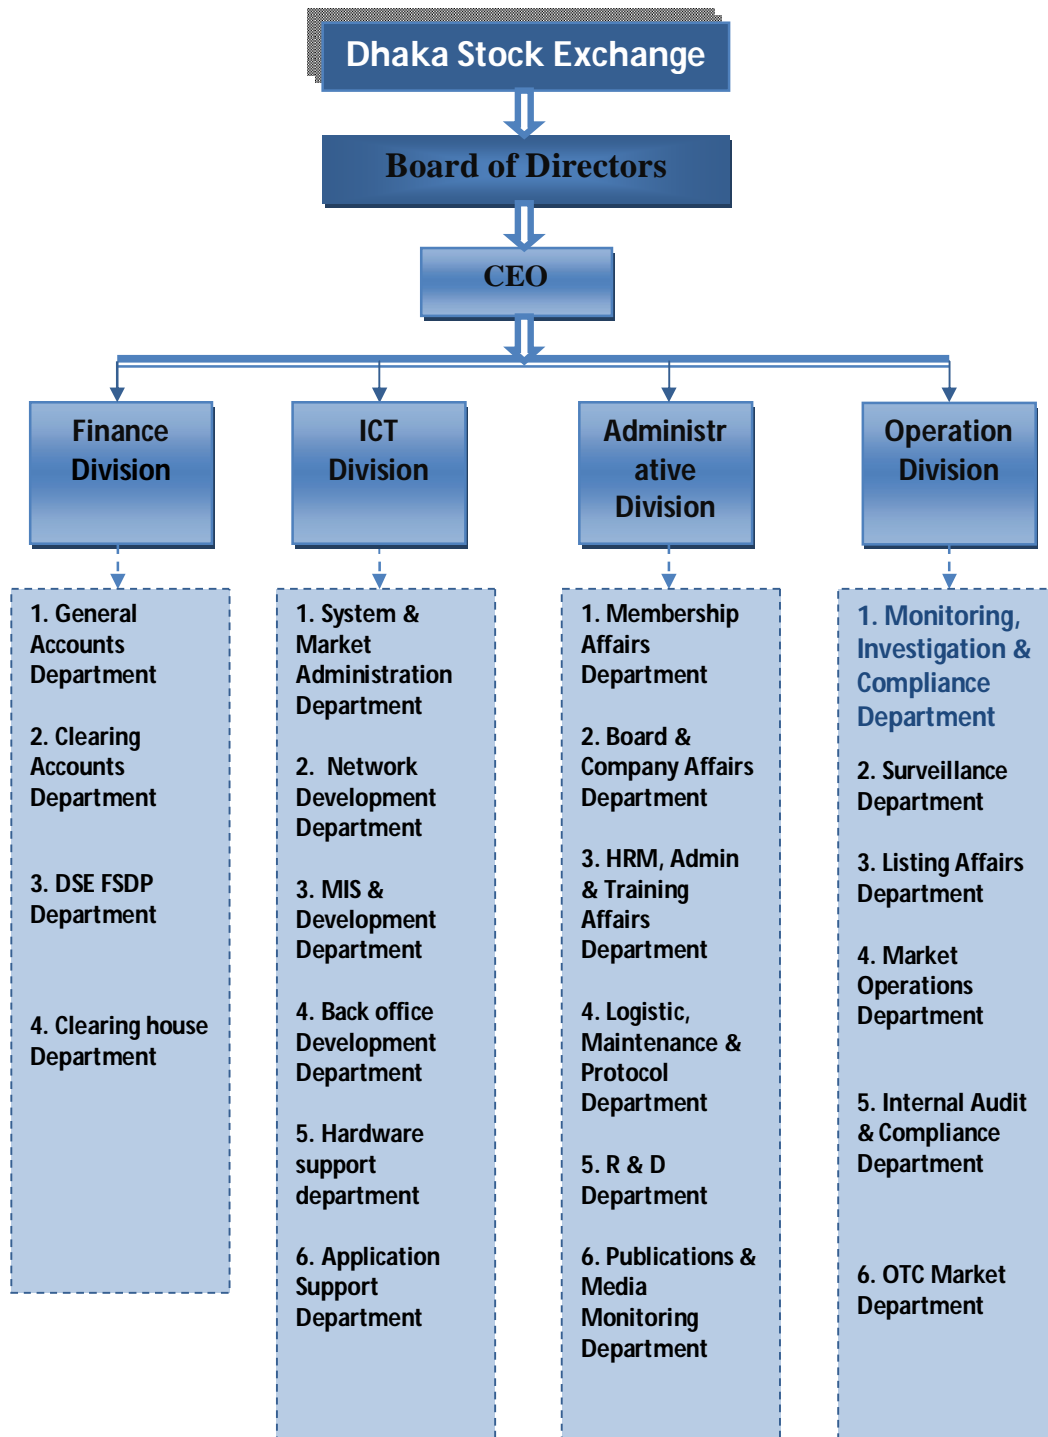 Dhaka Stock Exchange
Board of Directors
CEO
Finance
Division
ICT
Division
Administr
ative
Division
Operation
Division
1. General
Accounts
Department
2. Clearing
Accounts
Department
3. DSE FSDP
Department
4. Clearing house
Department
1. System &
Market
Administration
Department
2. Network
Development
Department
3. MIS &
Development
Department
4. Back office
Development
Department
5. Hardware
support
department
6. Application
Support
Department
1. Membership
Affairs
Department
2. Board &
Company Affairs
Department
3. HRM, Admin
& Training
Affairs
Department
4. Logistic,
Maintenance &
Protocol
Department
5. R & D
Department
6. Publications &
Media
Monitoring
Department
1. Monitoring,
Investigation &
Compliance
Department
2. Surveillance
Department
3. Listing Affairs
Department
4. Market
Operations
Department
5. Internal Audit
& Compliance
Department
6. OTC Market
Department